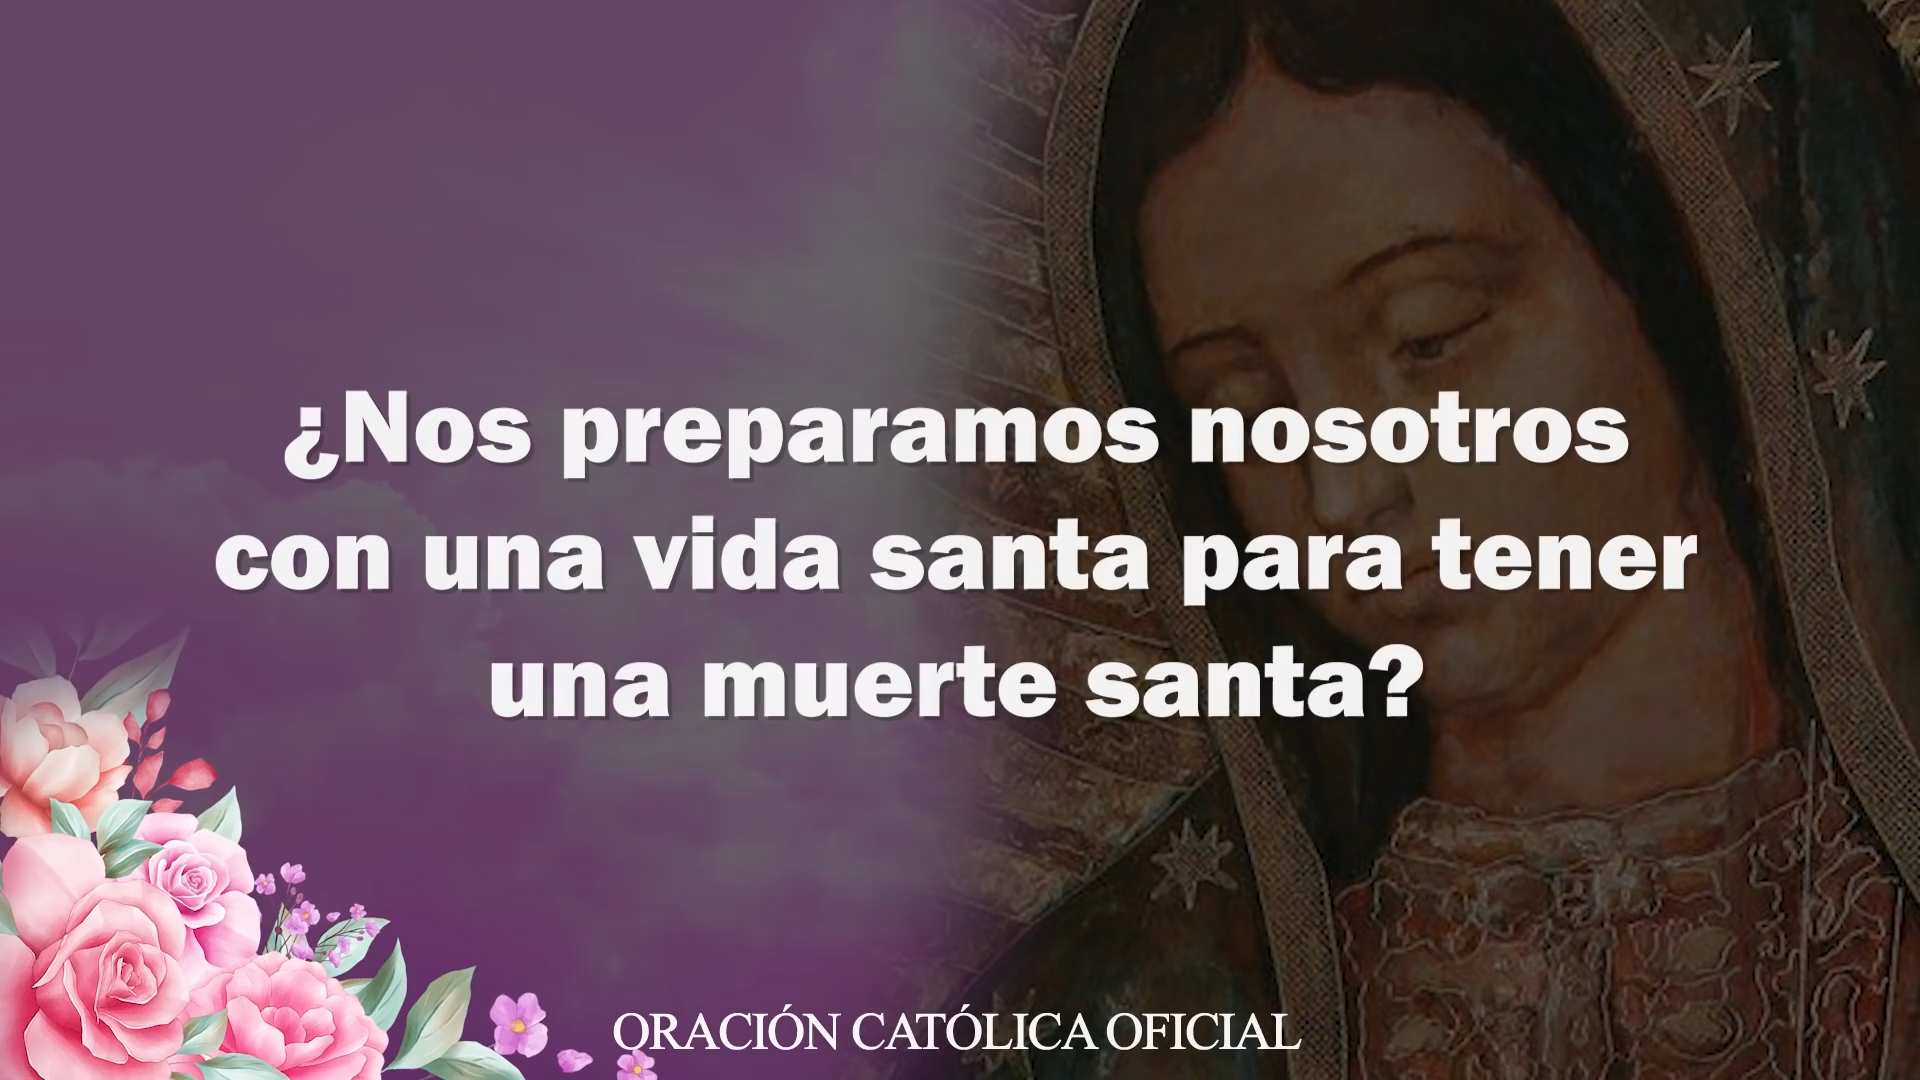 ¿Nos preparamos nosotros
con una vida santa para tener
una muerte santa?
ORACIÓN CATÓLICA OFICIAL